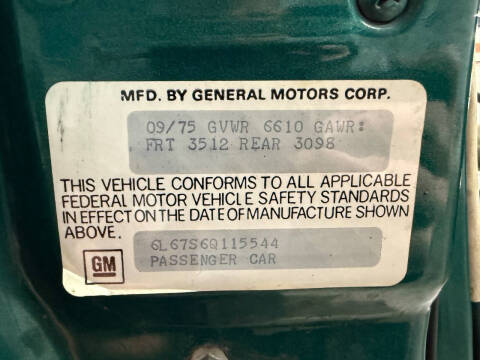 MFD. BY GENERAL MOTORS CORP.
09/75 GVWR 6610 GAWR:
FRT 3512 REAR 3098
THIS VEHICLE CONFORMS TO ALL APPLICABLE
FEDERAL MOTOR VEHICLE SAFETY STANDARDS
IN EFFECT ON THE DATE OF MANUFACTURE SHOWN
ABOVE.
6L67S6Q115544
PASSENGER CAR
GM